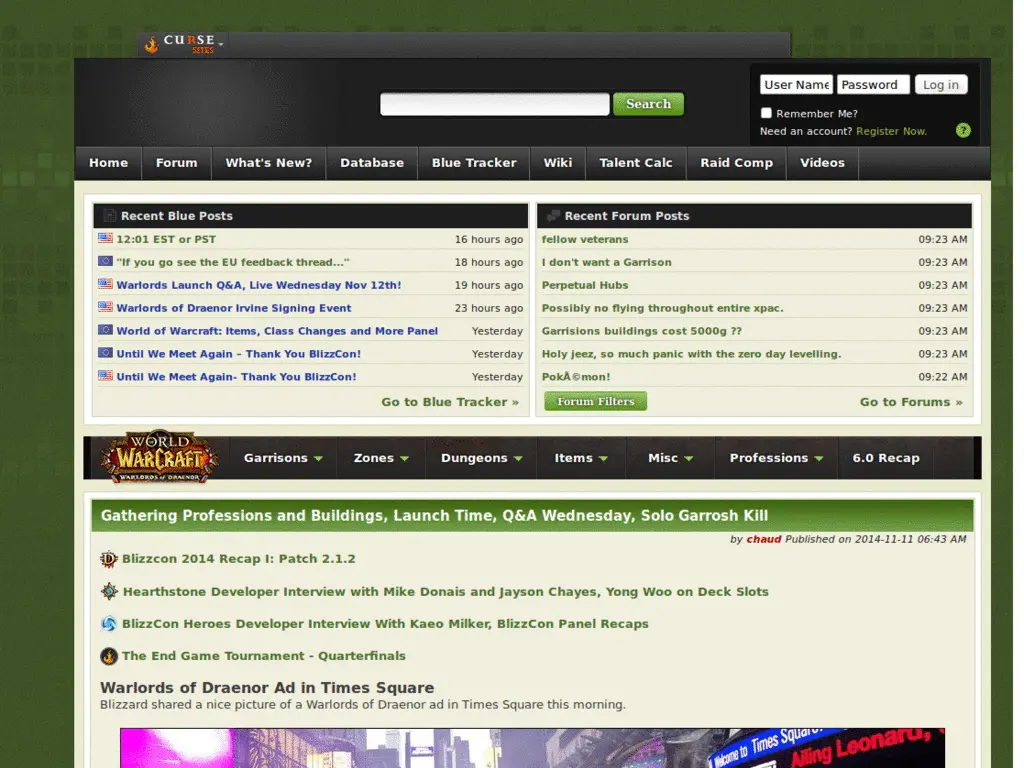 CURSE
SITES
Search
User Name Password Log in
Remember Me?
Need an account? Register Now. ?
Home Forum What's New? Database Blue Tracker Wiki Talent Calc Raid Comp Videos
Recent Blue Posts
12:01 EST or PST 16 hours ago
"If you go see the EU feedback thread..." 18 hours ago
Warlords Launch Q&A, Live Wednesday Nov 12th! 19 hours ago
Warlords of Draenor Irvine Signing Event 23 hours ago
World of Warcraft: Items, Class Changes and More Panel Yesterday
Until We Meet Again – Thank You BlizzCon! Yesterday
Until We Meet Again- Thank You BlizzCon! Yesterday
Go to Blue Tracker »
Recent Forum Posts
fellow veterans 09:23 AM
I don't want a Garrison 09:23 AM
Perpetual Hubs 09:23 AM
Possibly no flying throughout entire xpac. 09:23 AM
Garrisions buildings cost 5000g ?? 09:23 AM
Holy jeez, so much panic with the zero day levelling. 09:23 AM
PokÃ©mon! 09:22 AM
Forum Filters Go to Forums »
WORLD
WARCRAFT
WARLORDS OF DRAENOR
Garrisons Zones Dungeons Items Misc Professions 6.0 Recap
Gathering Professions and Buildings, Launch Time, Q&A Wednesday, Solo Garrosh Kill
by chaud Published on 2014-11-11 06:43 AM
Blizzcon 2014 Recap I: Patch 2.1.2
Hearthstone Developer Interview with Mike Donais and Jayson Chayes, Yong Woo on Deck Slots
BlizzCon Heroes Developer Interview With Kaeo Milker, BlizzCon Panel Recaps
The End Game Tournament - Quarterfinals
Warlords of Draenor Ad in Times Square
Blizzard shared a nice picture of a Warlords of Draenor ad in Times Square this morning.
Welcome to Times Square
Ailing Leonard,